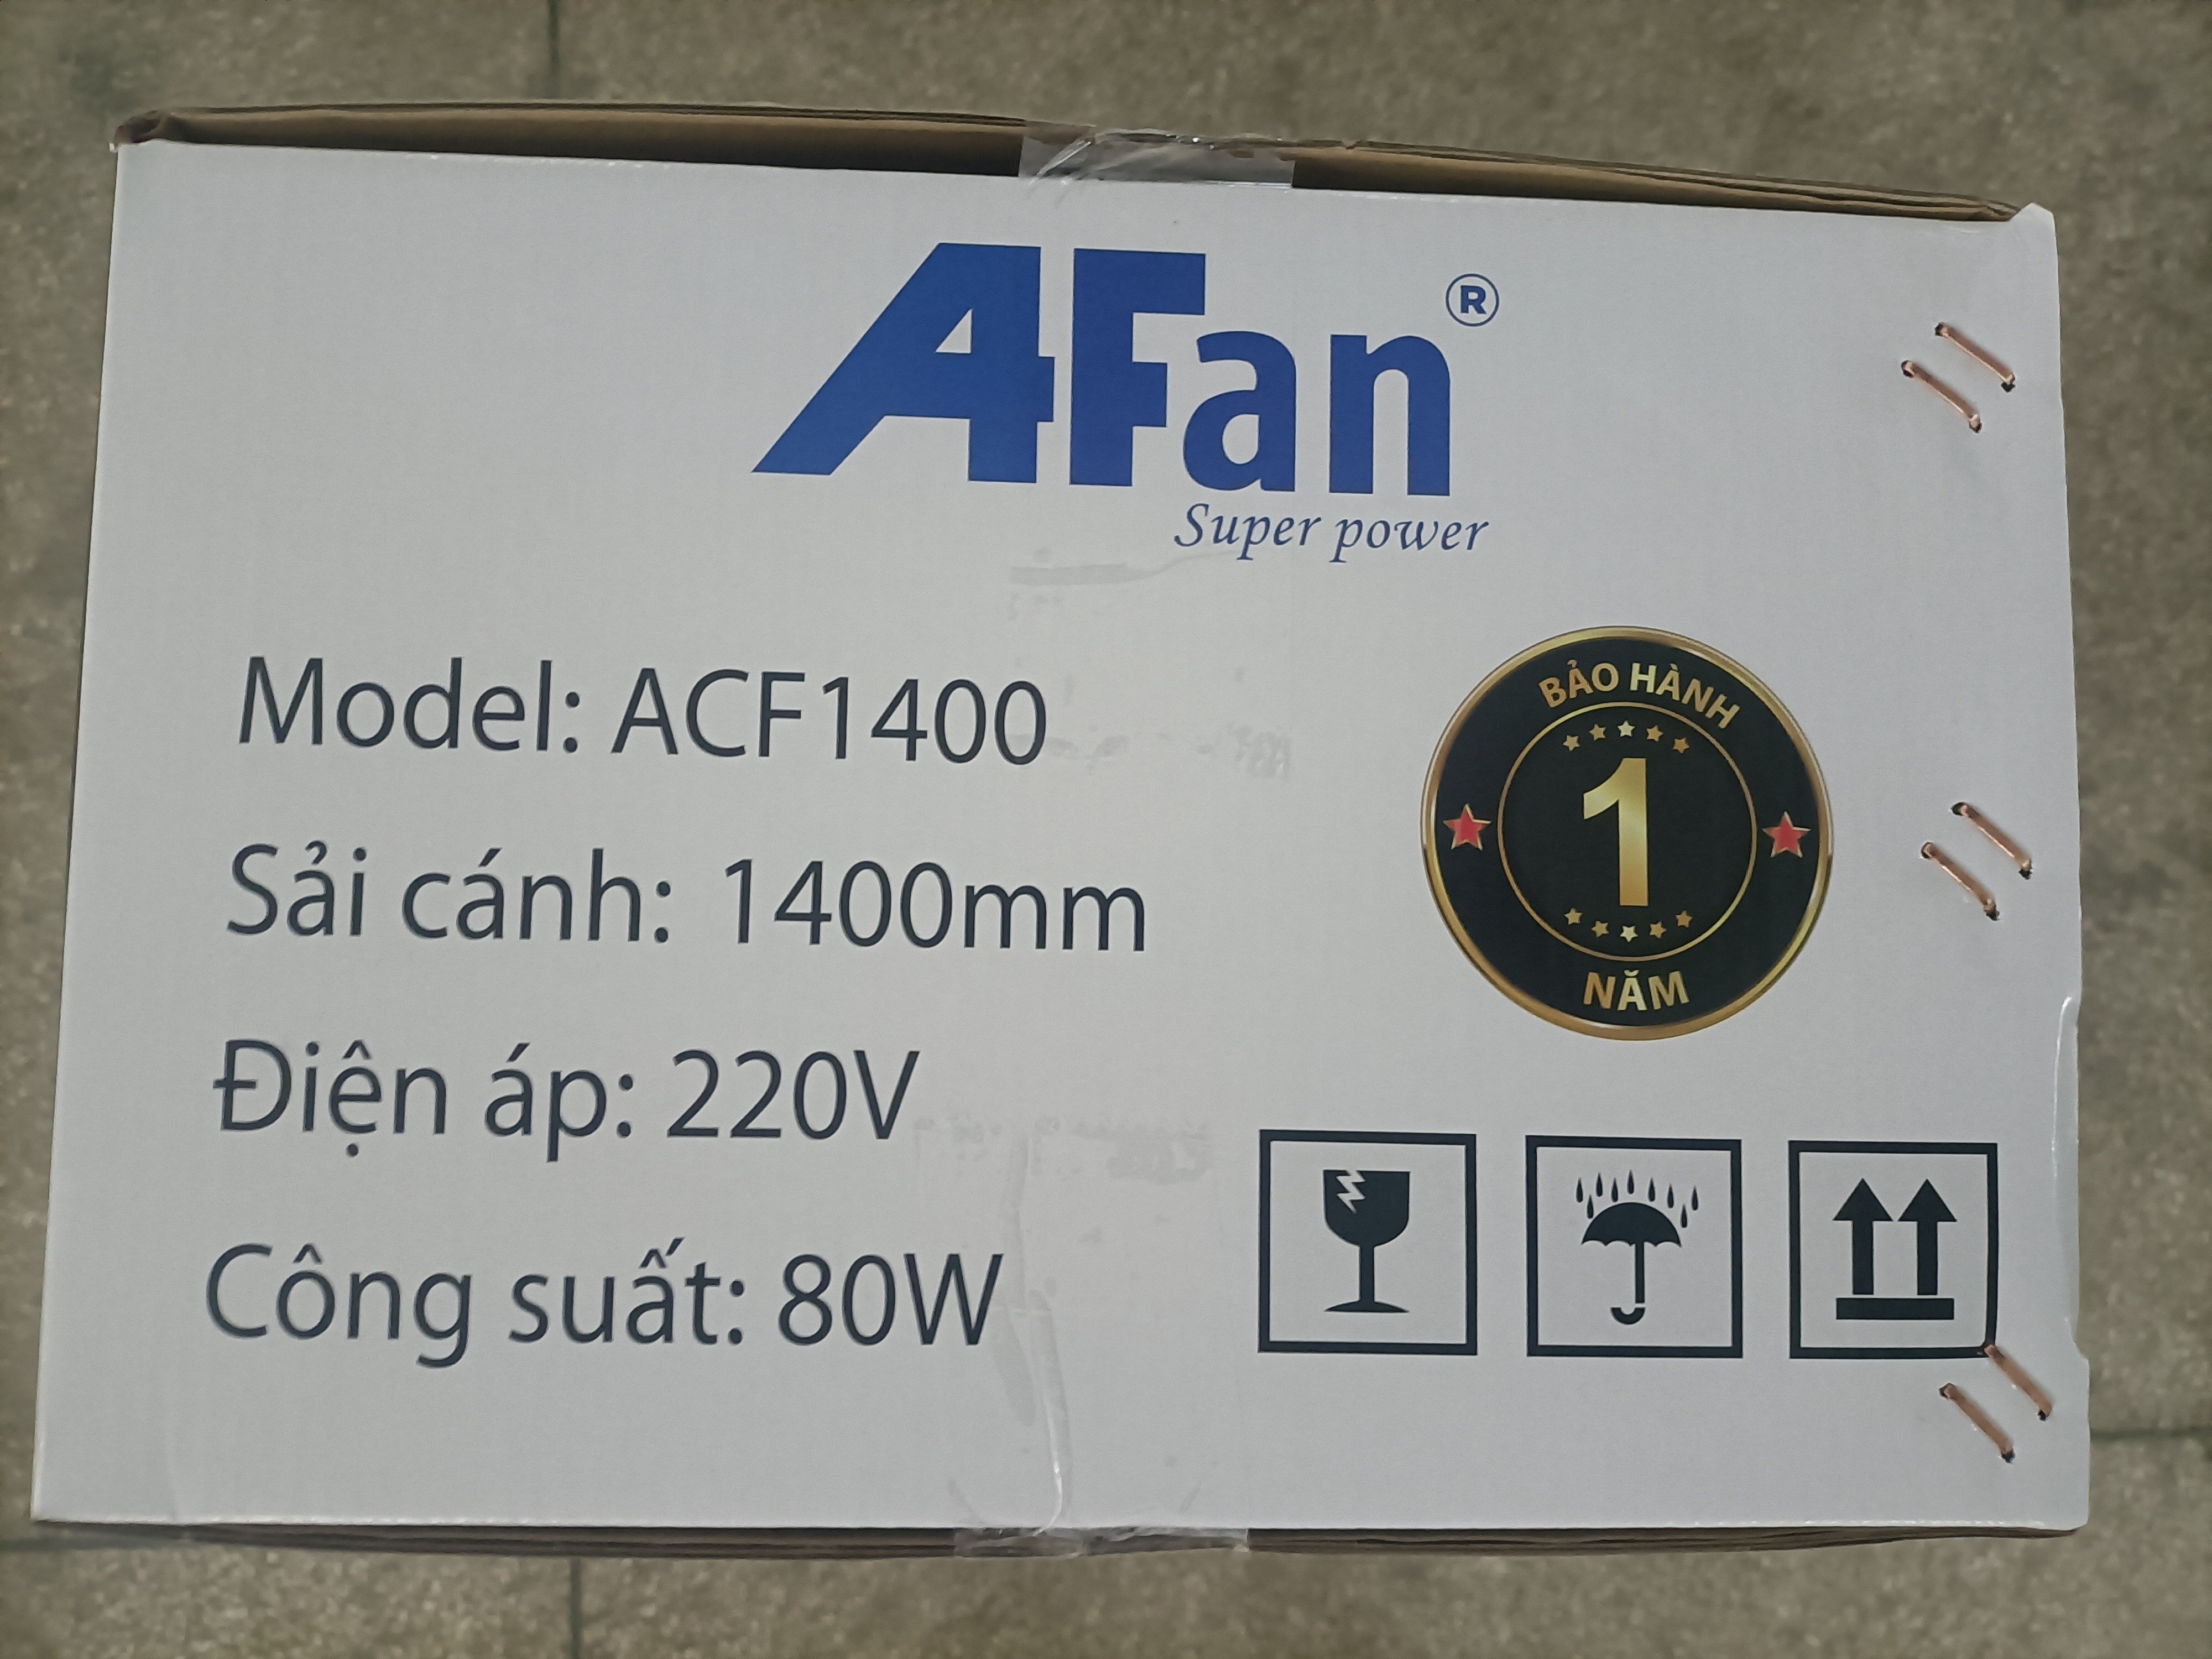 AFan®
Super power
Model: ACF1400
Sải cánh: 1400mm
Điện áp: 220V
Công suất: 80W
BẢO HÀNH
1
NĂM